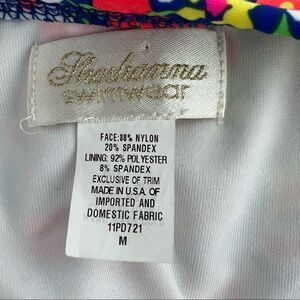 Shoshanna
swimwear
FACE: 80% NYLON
20% SPANDEX
LINING: 92% POLYESTER
8% SPANDEX
EXCLUSIVE OF TRIM
MADE IN U.S.A. OF
IMPORTED AND
DOMESTIC FABRIC
11PD721
M